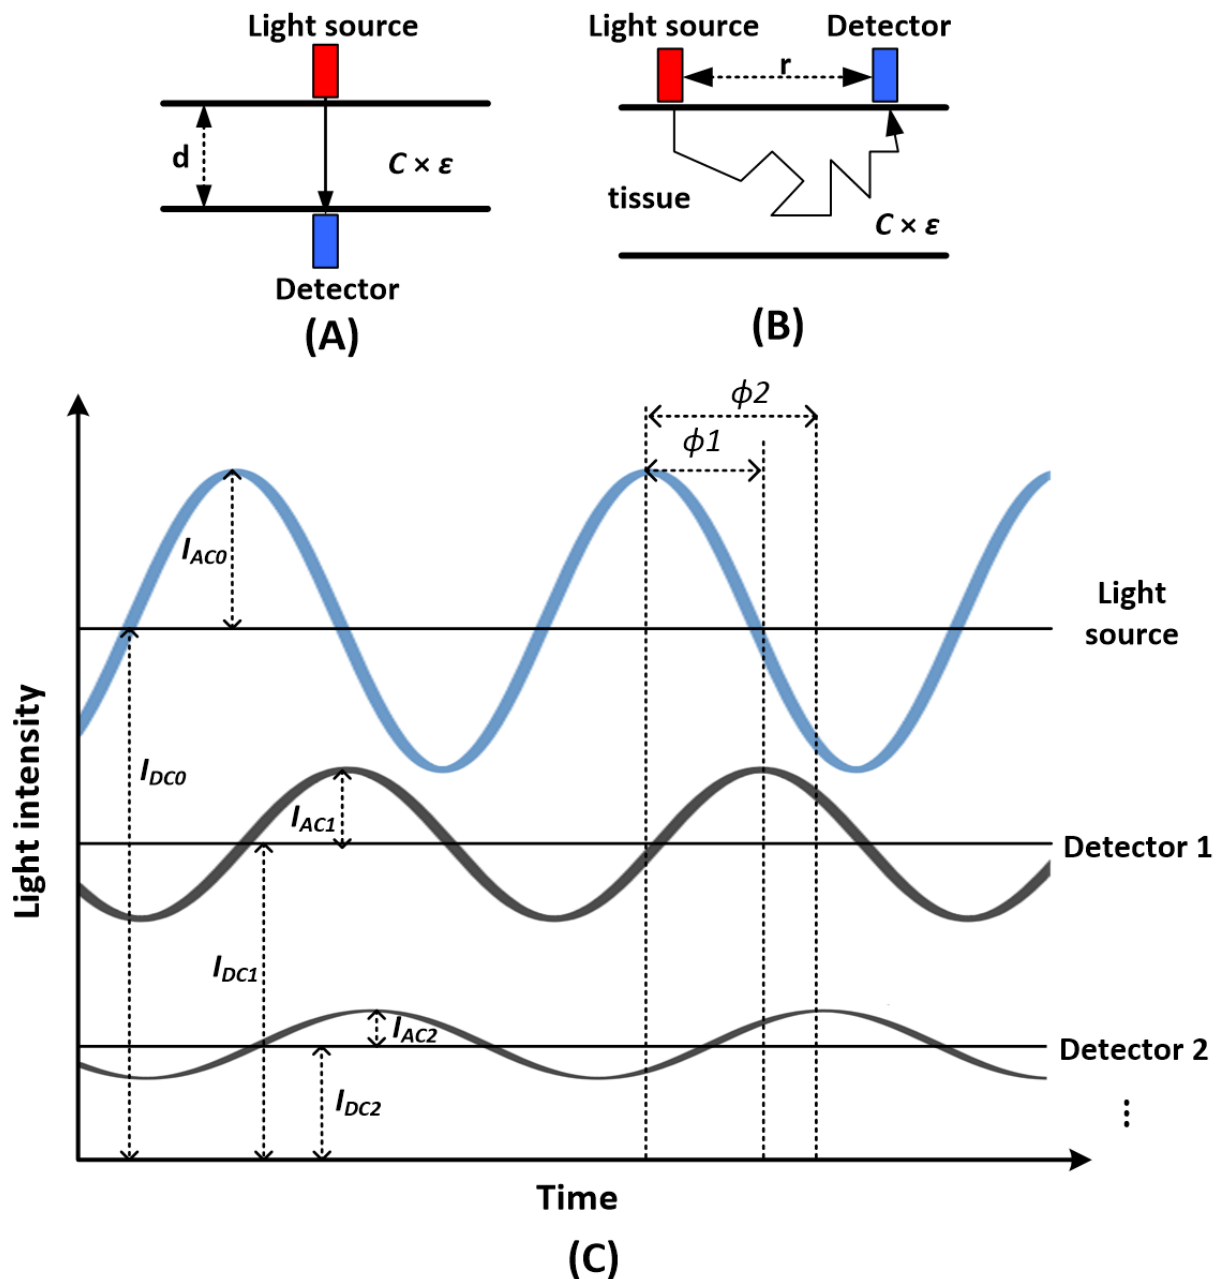 Light source
d
C × ε
Detector
(A)
Light source
Detector
r
tissue
C × ε
(B)
ϕ2
ϕ1
I_AC0
Light
source
I_DC0
Light intensity
I_AC1
Detector 1
I_DC1
I_AC2
Detector 2
I_DC2
⋮
Time
(C)